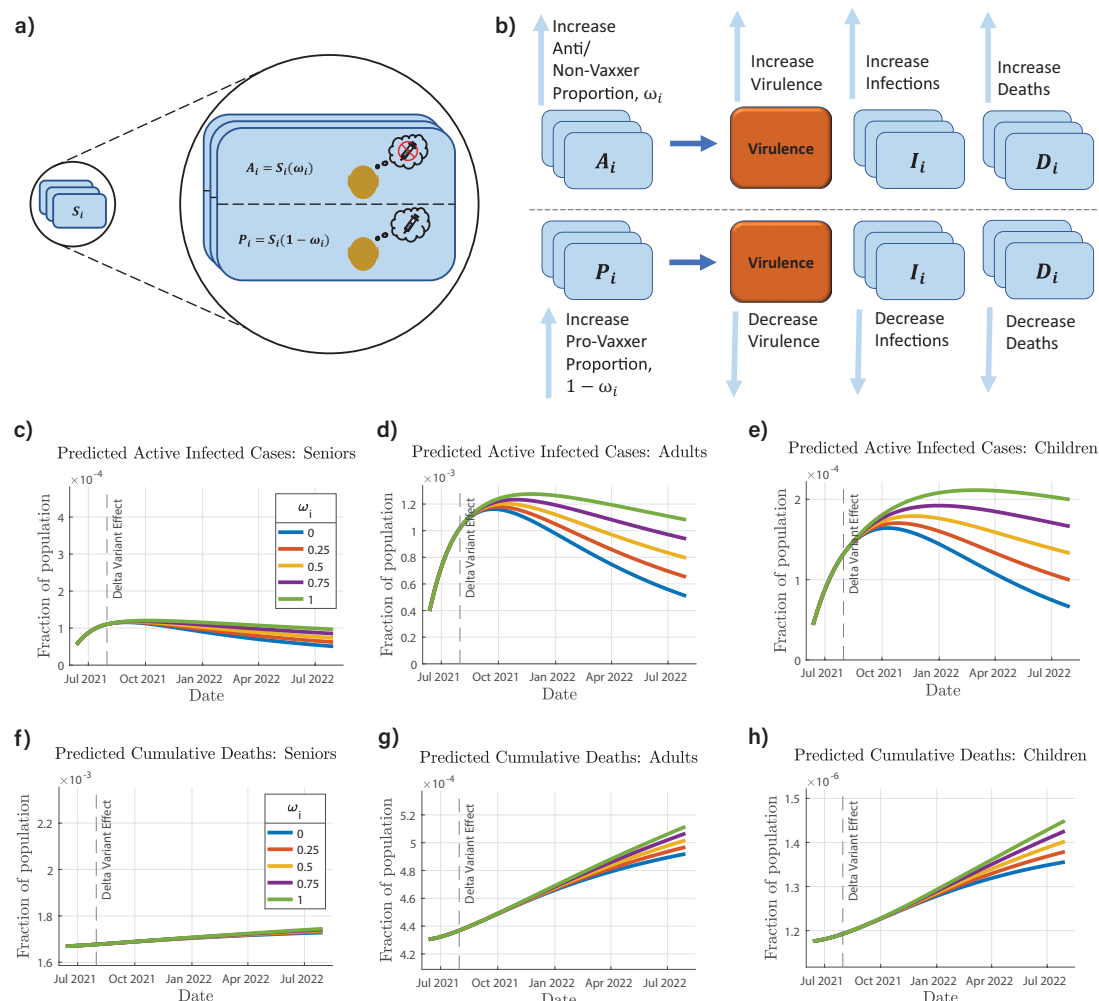 a)
S_i
A_i = S_i(ω_i)
P_i = S_i(1 − ω_i)
b)
Increase
Anti/
Non-Vaxxer
Proportion, ω_i
Increase
Virulence
Increase
Infections
Increase
Deaths
A_i
Virulence
I_i
D_i
P_i
Virulence
I_i
D_i
Increase
Pro-Vaxxer
Proportion,
1 − ω_i
Decrease
Virulence
Decrease
Infections
Decrease
Deaths
c)
Predicted Active Infected Cases: Seniors
×10⁻⁴
Fraction of population
4
3
2
1
0
Delta Variant Effect
ω_i
0
0.25
0.5
0.75
1
Jul 2021 Oct 2021 Jan 2022 Apr 2022 Jul 2022
Date
d)
Predicted Active Infected Cases: Adults
×10⁻³
Fraction of population
1.2
1.0
0.8
0.6
0.4
0.2
0
Delta Variant Effect
Jul 2021 Oct 2021 Jan 2022 Apr 2022 Jul 2022
Date
e)
Predicted Active Infected Cases: Children
×10⁻⁴
Fraction of population
2
1
0
Delta Variant Effect
Jul 2021 Oct 2021 Jan 2022 Apr 2022 Jul 2022
Date
f)
Predicted Cumulative Deaths: Seniors
×10⁻³
Fraction of population
2.2
2
1.8
1.6
Delta Variant Effect
ω_i
0
0.25
0.5
0.75
1
Jul 2021 Oct 2021 Jan 2022 Apr 2022 Jul 2022
Date
g)
Predicted Cumulative Deaths: Adults
×10⁻⁴
Fraction of population
5.2
5
4.8
4.6
4.4
4.2
Delta Variant Effect
Jul 2021 Oct 2021 Jan 2022 Apr 2022 Jul 2022
Date
h)
Predicted Cumulative Deaths: Children
×10⁻⁶
Fraction of population
1.5
1.4
1.3
1.2
Delta Variant Effect
Jul 2021 Oct 2021 Jan 2022 Apr 2022 Jul 2022
Date